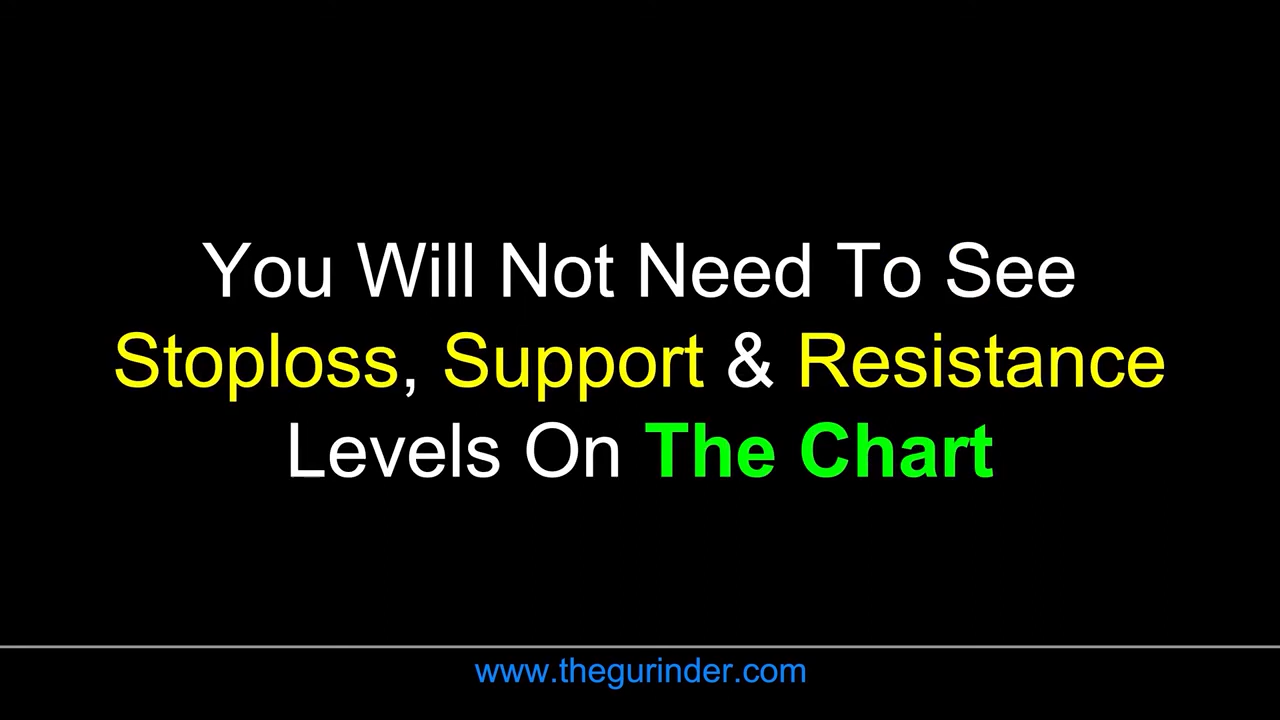 You Will Not Need To See
Stoploss, Support & Resistance
Levels On The Chart
www.thegurinder.com